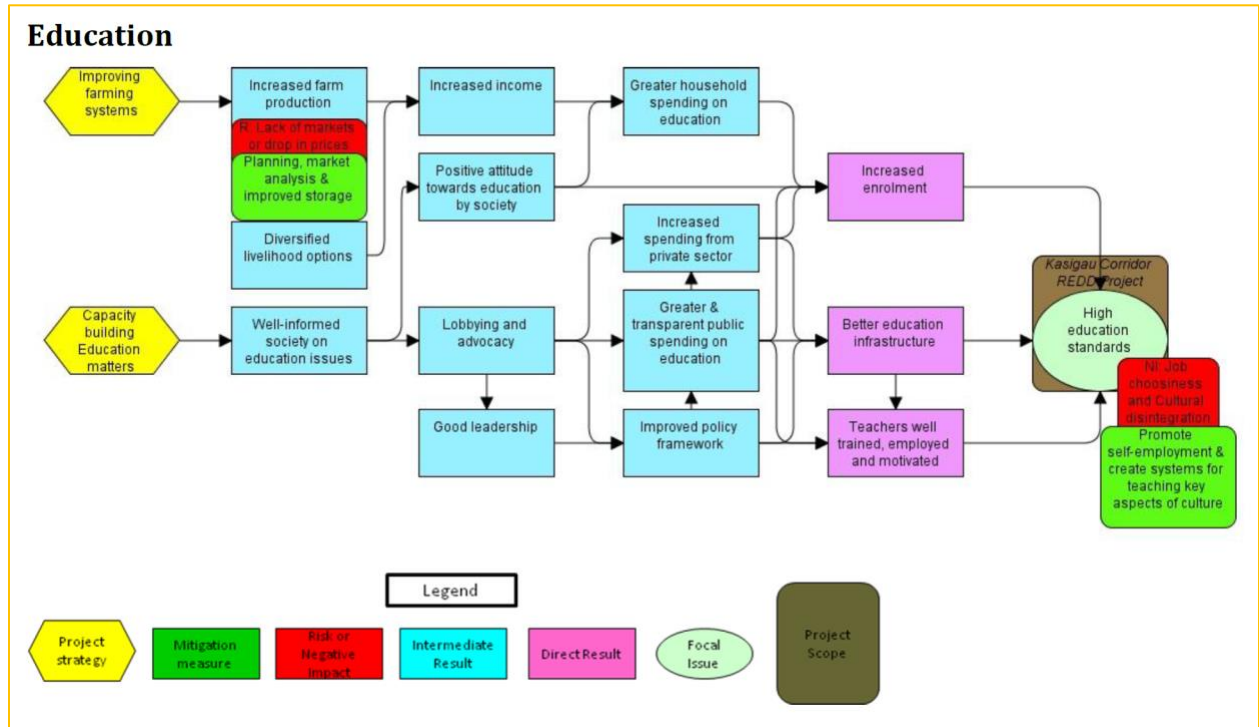 Education
Improving
farming
systems
Increased farm
production
R. Lack of markets
or drop in prices
Planning, market
analysis &
improved storage
Diversified
livelihood options
Increased income
Positive attitude
towards education
by society
Greater household
spending on
education
Increased
spending from
private sector
Increased
enrolment
Capacity
building
Education
matters
Well-informed
society on
education issues
Lobbying and
advocacy
Good leadership
Greater &
transparent public
spending on
education
Improved policy
framework
Better education
infrastructure
Teachers well
trained, employed
and motivated
Kasigau Corridor
REDD Project
High
education
standards
NI: Job
choosiness
and Cultural
disintegration
Promote
self-employment &
create systems for
teaching key
aspects of culture
Legend
Project
strategy
Mitigation
measure
Risk or
Negative
Impact
Intermediate
Result
Direct Result
Focal
Issue
Project
Scope